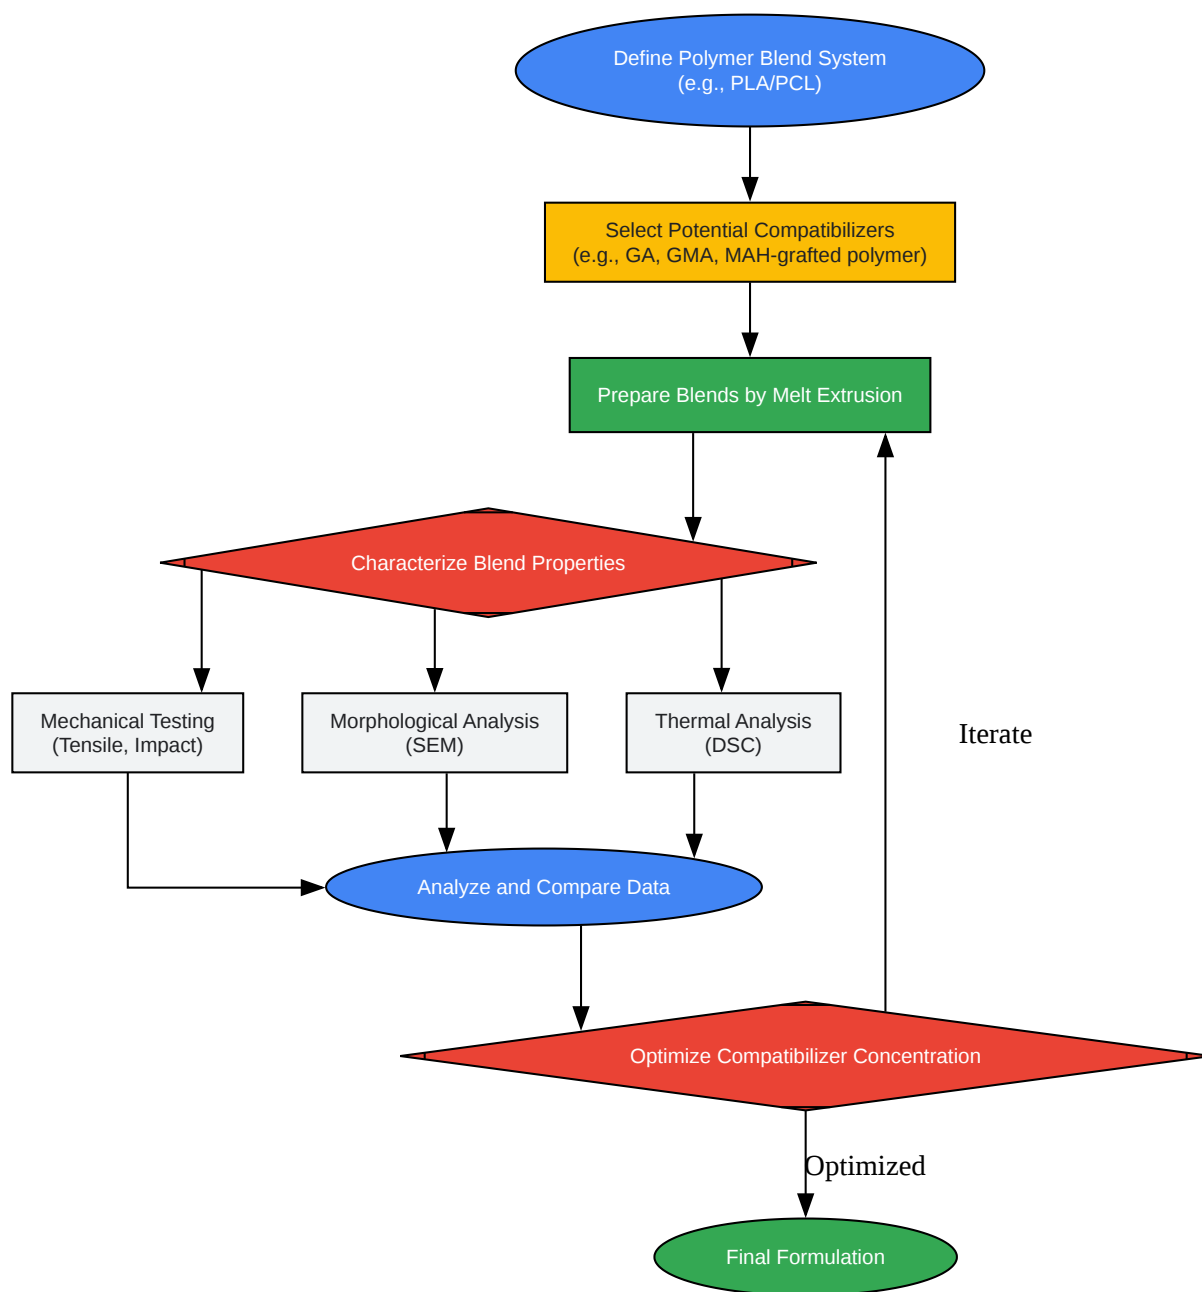 Define Polymer Blend System
(e.g., PLA/PCL)
Select Potential Compatibilizers
(e.g., GA, GMA, MAH-grafted polymer)
Prepare Blends by Melt Extrusion
Characterize Blend Properties
Mechanical Testing
(Tensile, Impact)
Morphological Analysis
(SEM)
Thermal Analysis
(DSC)
Iterate
Analyze and Compare Data
Optimize Compatibilizer Concentration
Optimized
Final Formulation